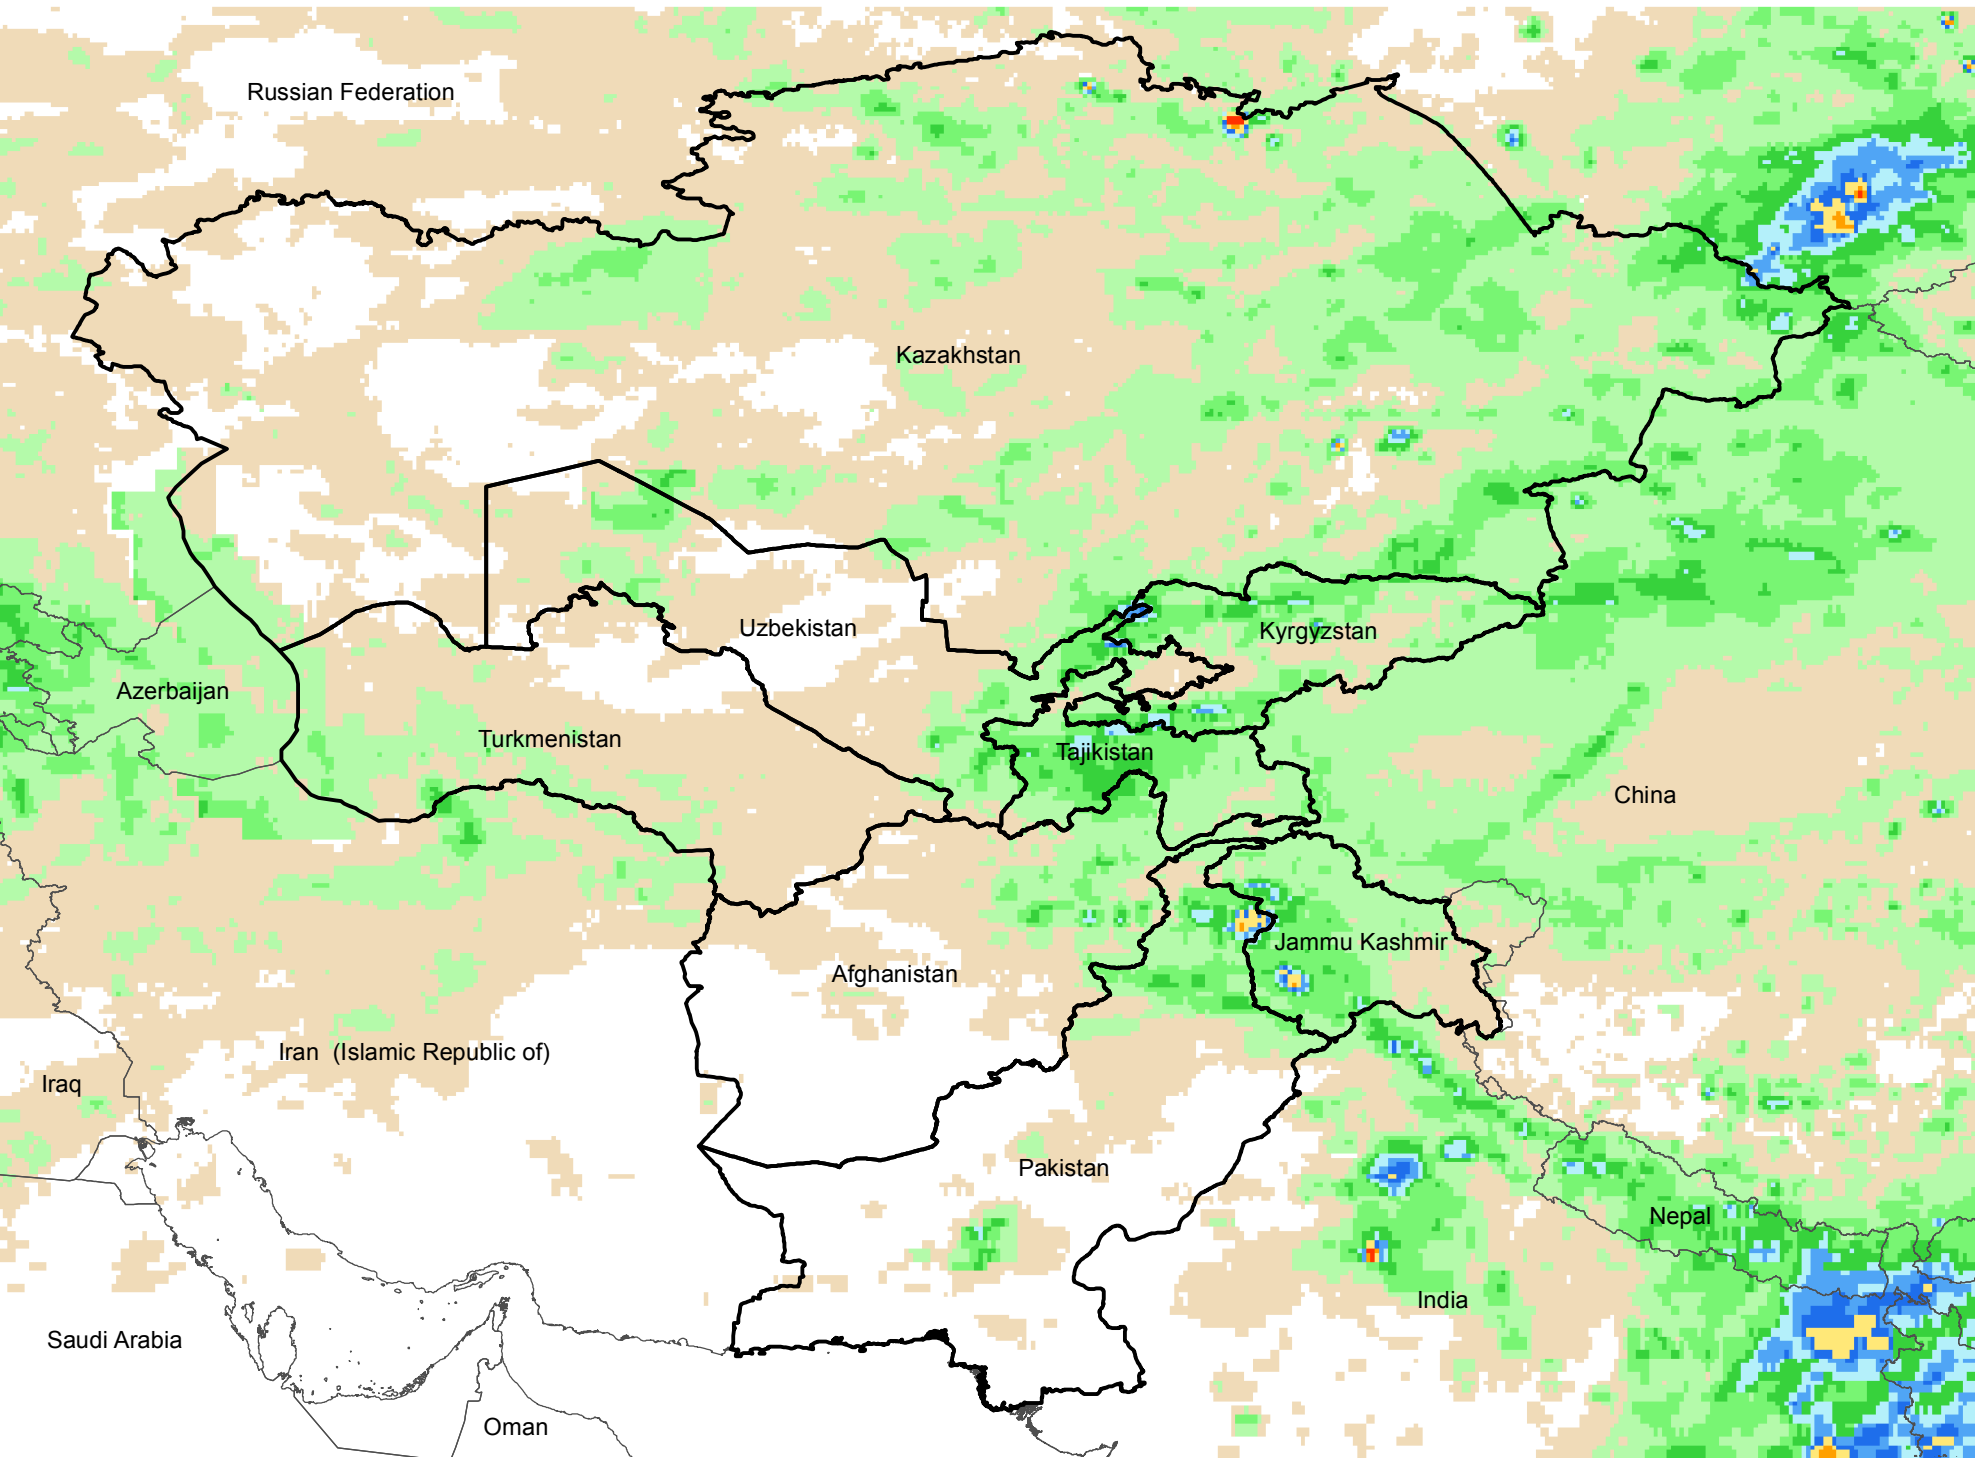 Russian Federation
Kazakhstan
Uzbekistan
Kyrgyzstan
Azerbaijan
Turkmenistan
Tajikistan
China
Jammu Kashmir
Afghanistan
Iran  (Islamic Republic of)
Iraq
Pakistan
Nepal
India
Saudi Arabia
Oman